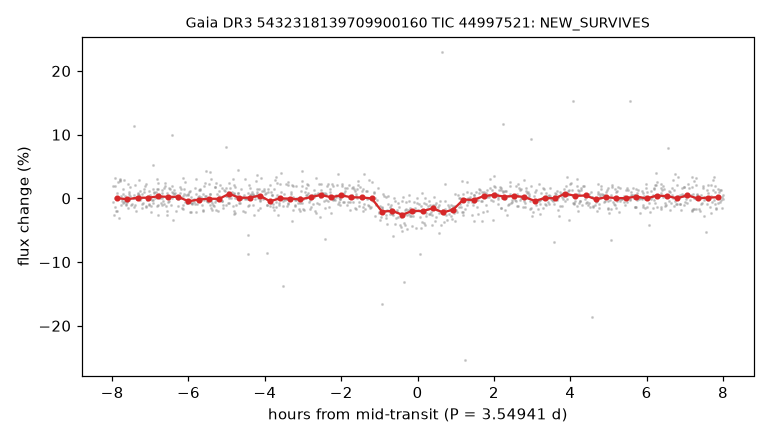 Gaia DR3 5432318139709900160 TIC 44997521: NEW_SURVIVES
flux change (%)
20
10
0
−10
−20
−8 −6 −4 −2 0 2 4 6 8
hours from mid-transit (P = 3.54941 d)